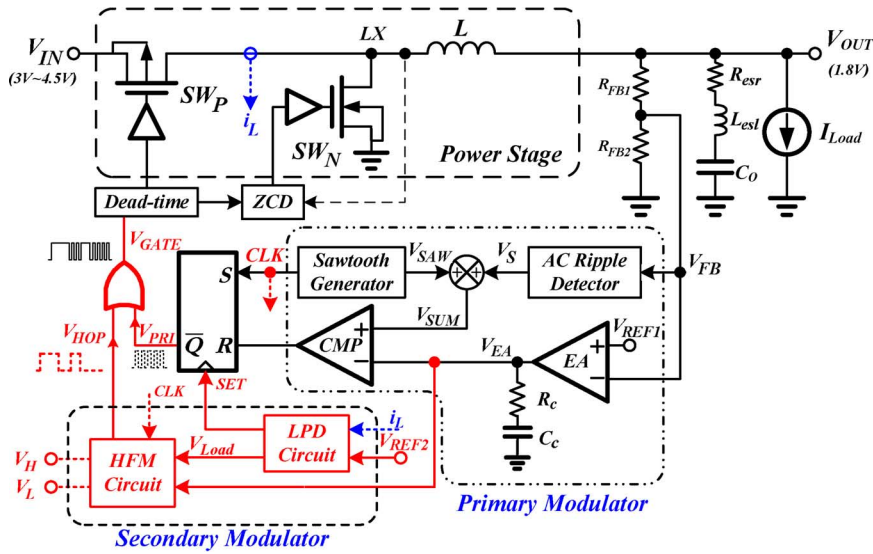 V_IN
(3V~4.5V)
SW_P
i_L
LX
L
SW_N
Power Stage
R_FB1
R_FB2
R_esr
L_esl
C_O
I_Load
V_OUT
(1.8V)
Dead-time
ZCD
V_GATE
CLK
S
Q
R
Sawtooth
Generator
V_SAW
V_S
AC Ripple
Detector
V_FB
V_SUM
CMP
V_EA
EA
V_REF1
R_c
C_c
V_HOP
V_PRI
CLK
SET
HFM
Circuit
V_H
V_L
V_Load
LPD
Circuit
i_L
V_REF2
Primary Modulator
Secondary Modulator